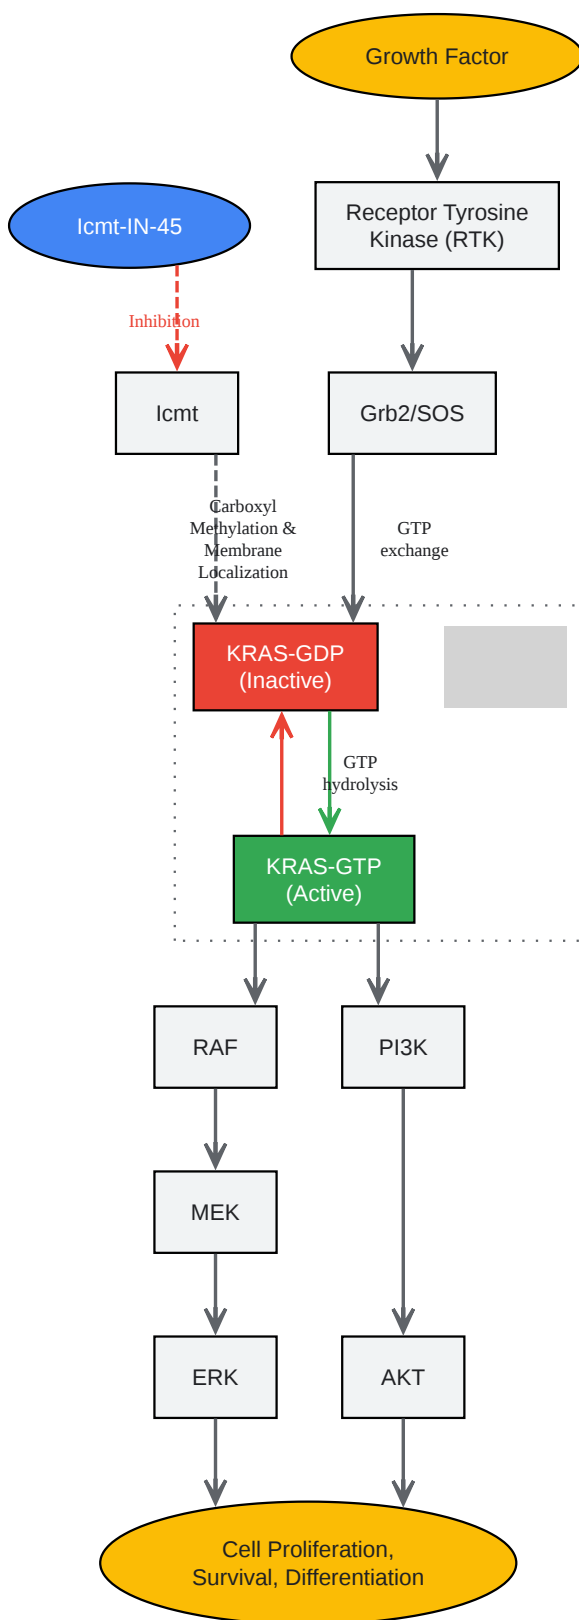 Growth Factor
Receptor Tyrosine
Kinase (RTK)
Icmt-IN-45
Inhibition
Icmt
Grb2/SOS
Carboxyl
Methylation &
Membrane
Localization
GTP
exchange
KRAS-GDP
(Inactive)
GTP
hydrolysis
KRAS-GTP
(Active)
RAF
PI3K
MEK
ERK
AKT
Cell Proliferation,
Survival, Differentiation